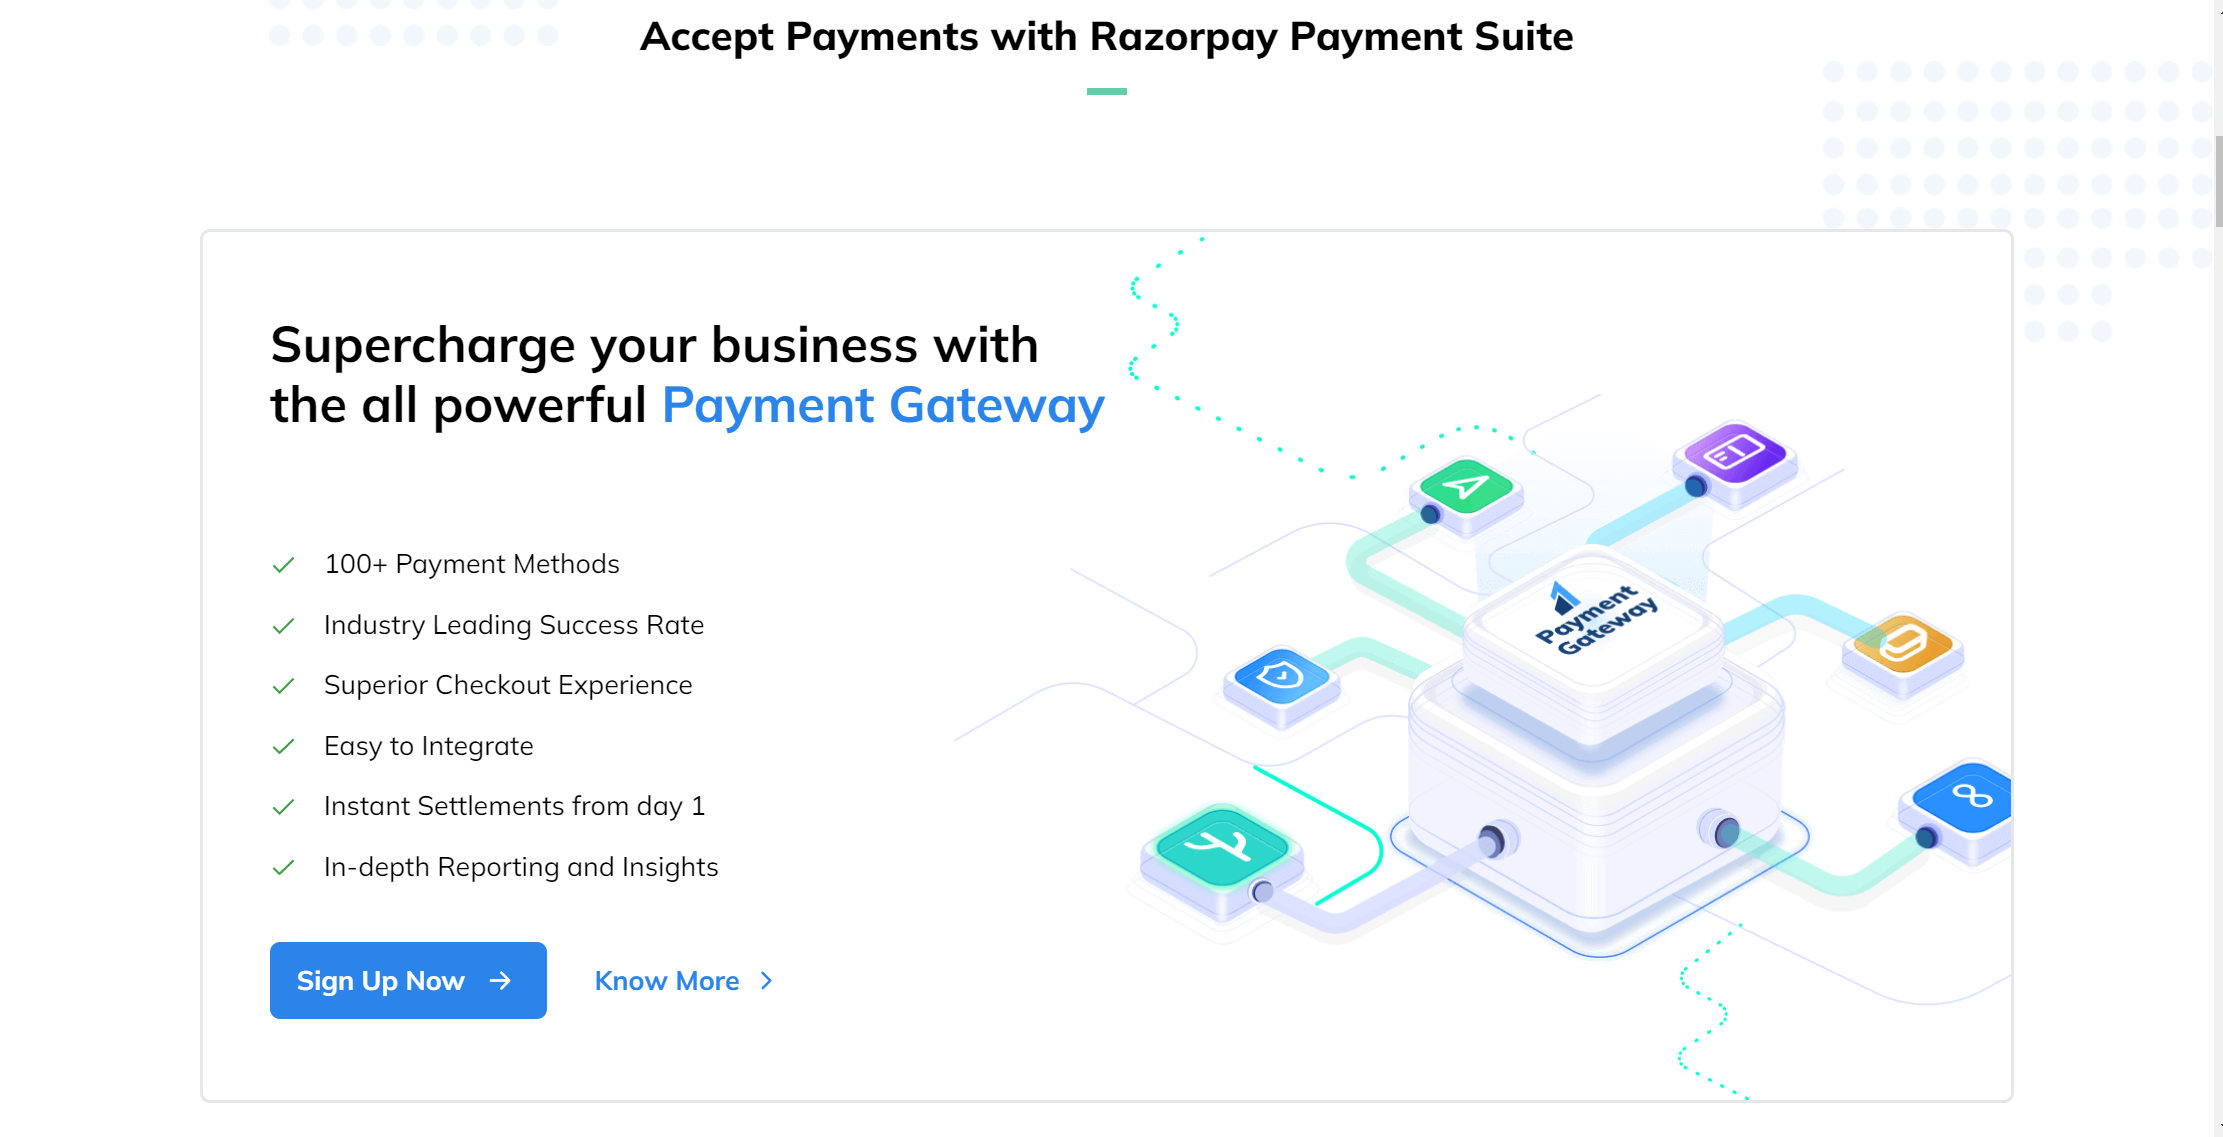 Accept Payments with Razorpay Payment Suite
Supercharge your business with
the all powerful Payment Gateway
100+ Payment Methods
Industry Leading Success Rate
Superior Checkout Experience
Easy to Integrate
Instant Settlements from day 1
In-depth Reporting and Insights
Sign Up Now
Know More
Payment
Gateway